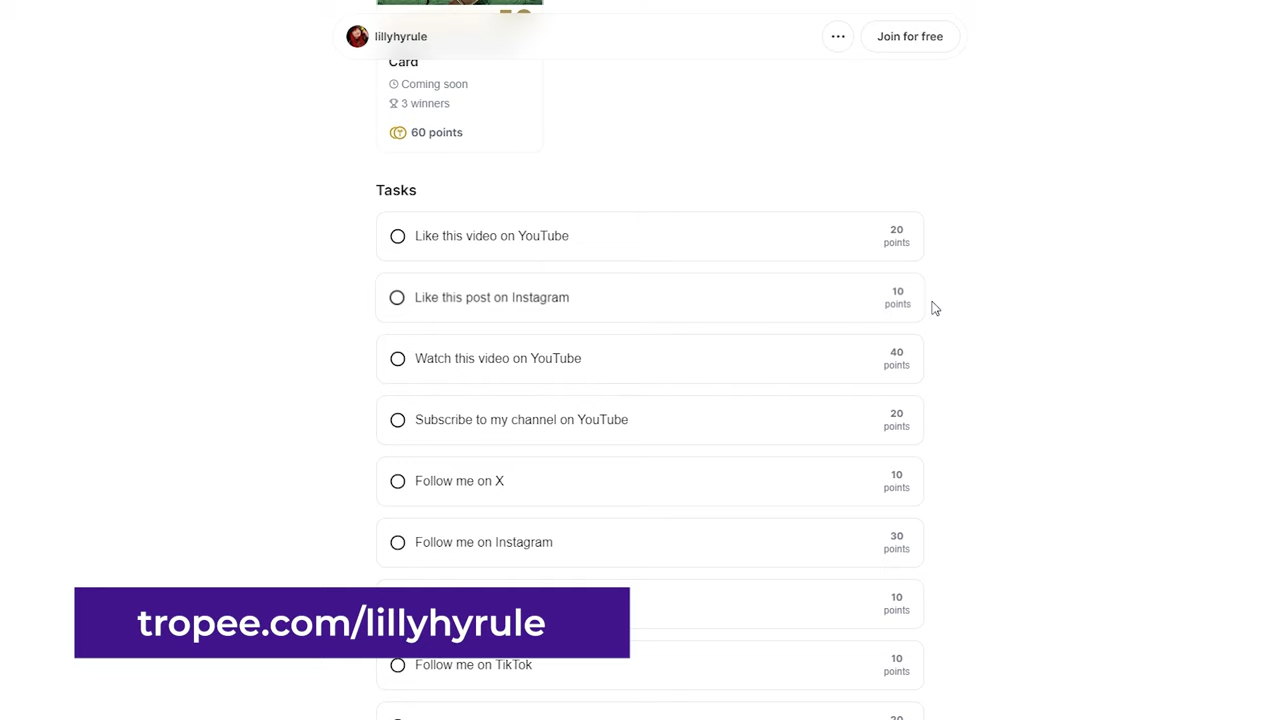 lillyhyrule
Join for free
Card
Coming soon
3 winners
60 points
Tasks
Like this video on YouTube
20 points
Like this post on Instagram
10 points
Watch this video on YouTube
40 points
Subscribe to my channel on YouTube
20 points
Follow me on X
10 points
Follow me on Instagram
30 points
10 points
tropee.com/lillyhyrule
Follow me on TikTok
10 points